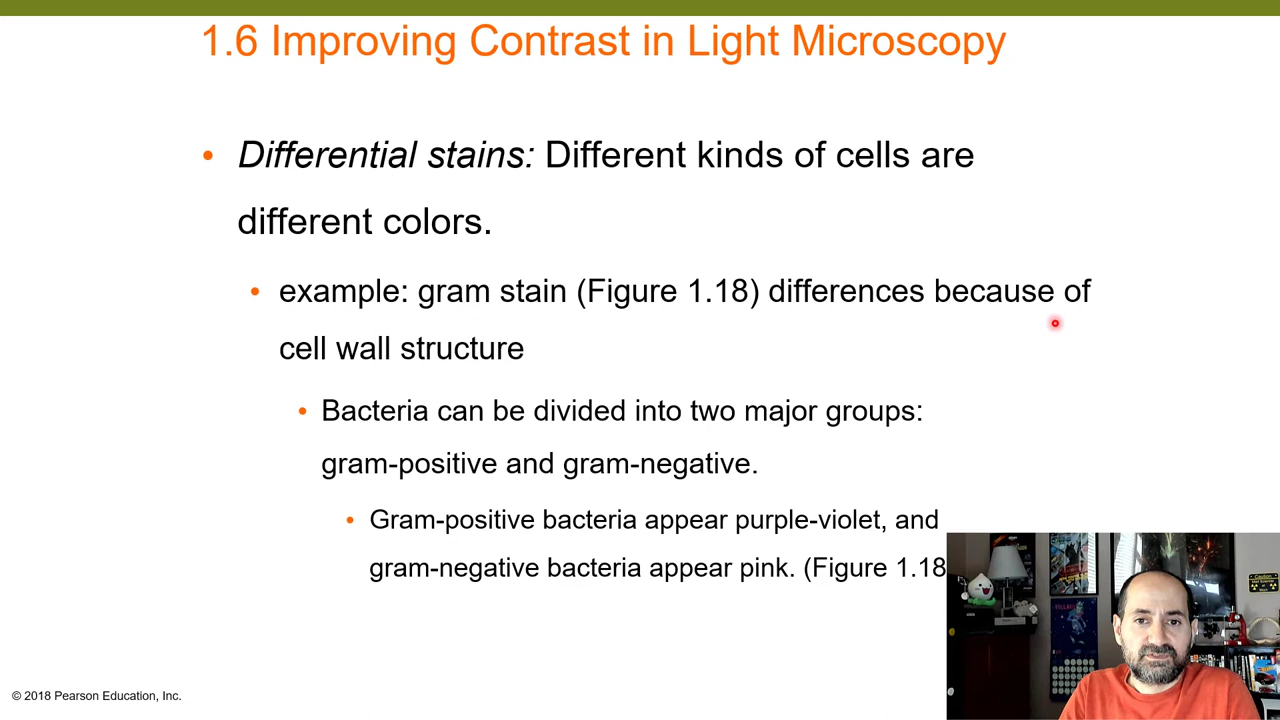 1.6 Improving Contrast in Light Microscopy
• Differential stains: Different kinds of cells are
different colors.
• example: gram stain (Figure 1.18) differences because of
cell wall structure
• Bacteria can be divided into two major groups:
gram-positive and gram-negative.
• Gram-positive bacteria appear purple-violet, and
gram-negative bacteria appear pink. (Figure 1.18
© 2018 Pearson Education, Inc.